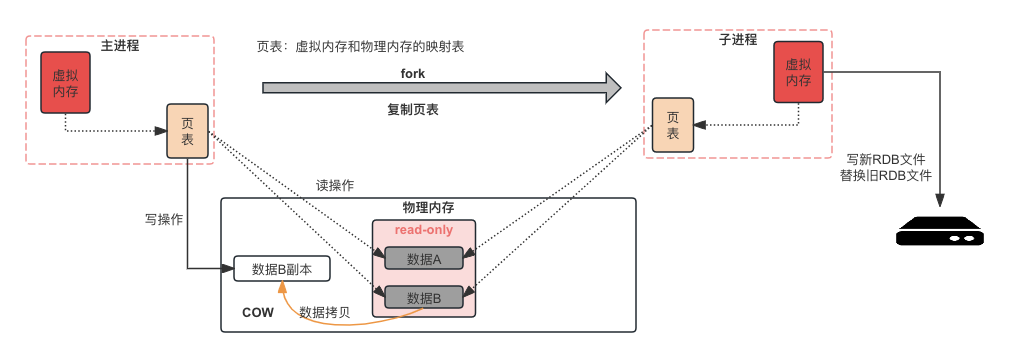 主进程
虚拟
内存
页
表
页表：虚拟内存和物理内存的映射表
fork
复制页表
子进程
虚拟
内存
页
表
写新RDB文件
替换旧RDB文件
读操作
写操作
物理内存
read-only
数据A
数据B
数据B副本
COW
数据拷贝